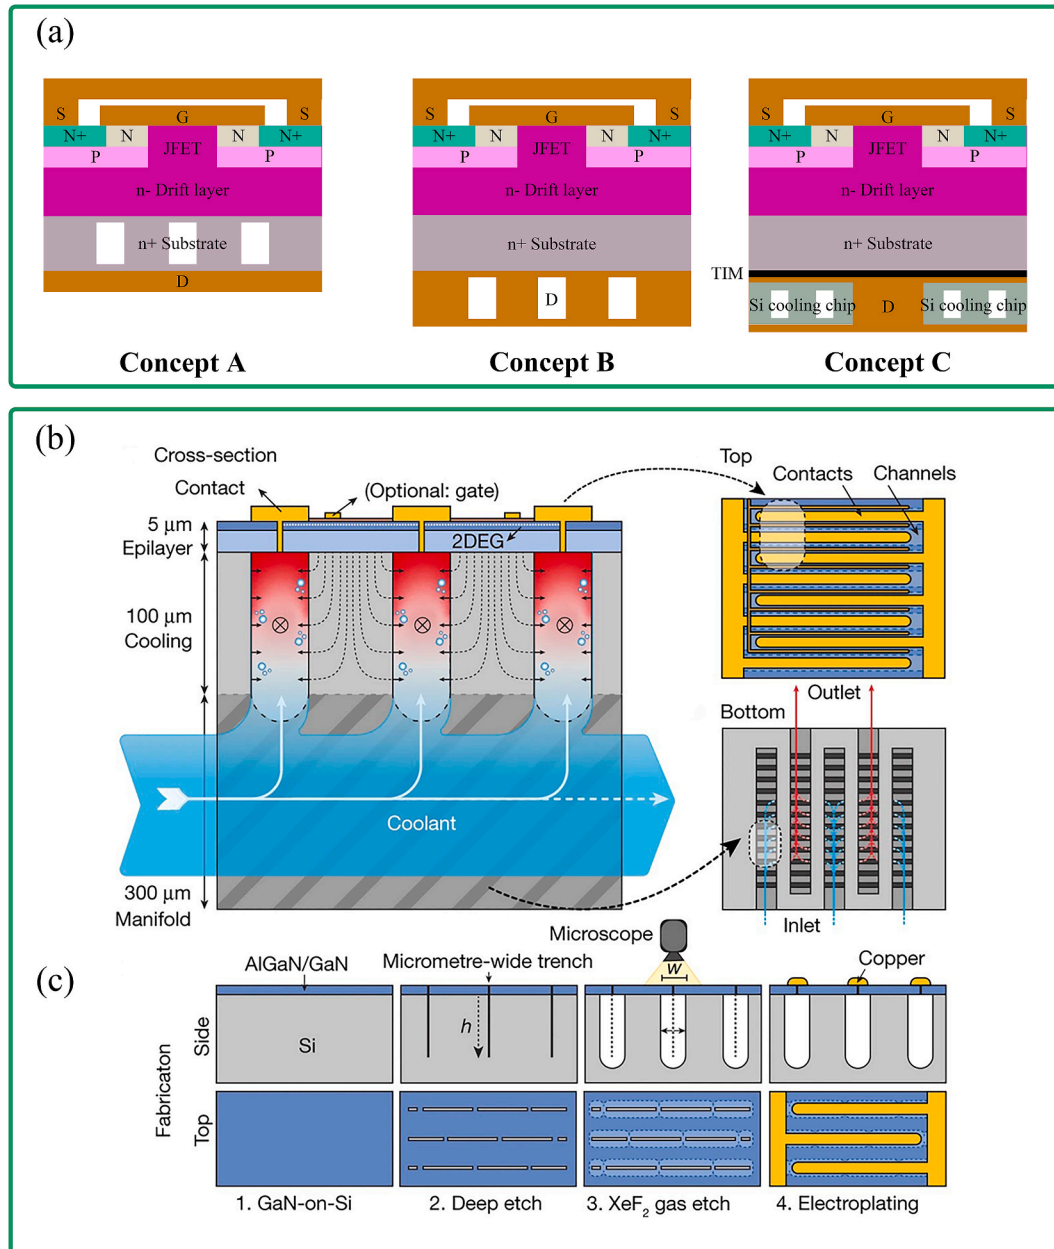 (a)
S G S
N+ N N N+
P JFET P
n- Drift layer
n+ Substrate
D
Concept A
S G S
N+ N N N+
P JFET P
n- Drift layer
n+ Substrate
D
Concept B
S G S
N+ N N N+
P JFET P
n- Drift layer
n+ Substrate
TIM
Si cooling chip D Si cooling chip
Concept C
(b)
Cross-section
Contact
(Optional: gate)
5 μm
Epilayer
2DEG
100 μm
Cooling
Coolant
300 μm
Manifold
Top
Contacts
Channels
Outlet
Bottom
Inlet
(c)
Microscope
AlGaN/GaN
Micrometre-wide trench
w
Copper
Fabricaton
Side
Si
h
Top
1. GaN-on-Si
2. Deep etch
3. XeF2 gas etch
4. Electroplating